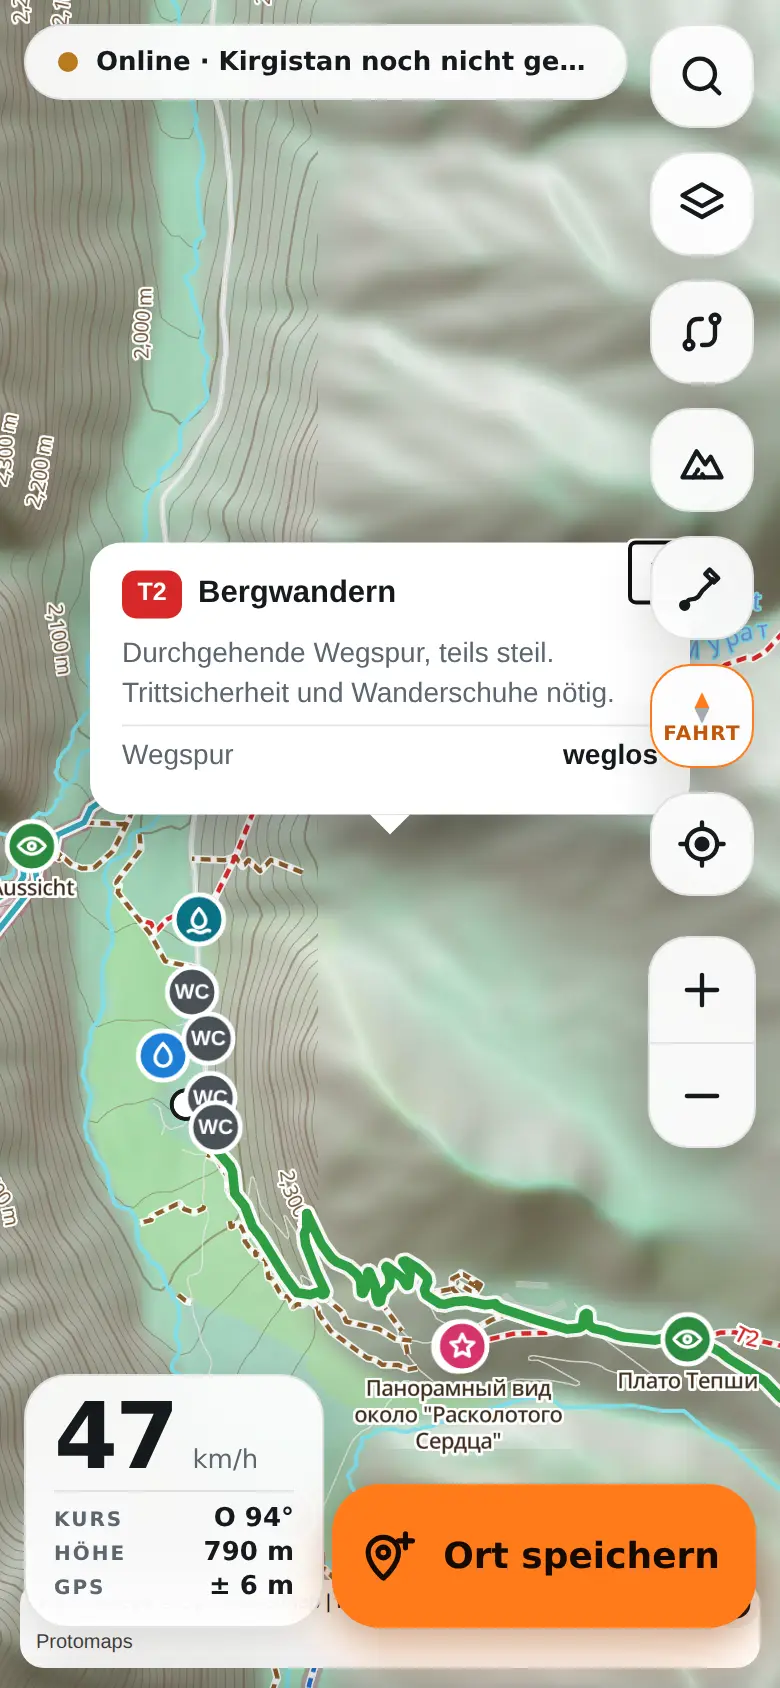 Online · Kirgistan noch nicht ge…
2,000 m
2,200 m
2,100 m
T2 Bergwandern
Durchgehende Wegspur, teils steil.
Trittsicherheit und Wanderschuhe nötig.
Wegspur weglos
FAHRT
Aussicht
WC
WC
WC
WC
T2
Плато Тепши
Панорамный вид
около "Расколотого
Сердца"
47 km/h
KURS O 94°
HÖHE 790 m
GPS ± 6 m
Ort speichern
Protomaps